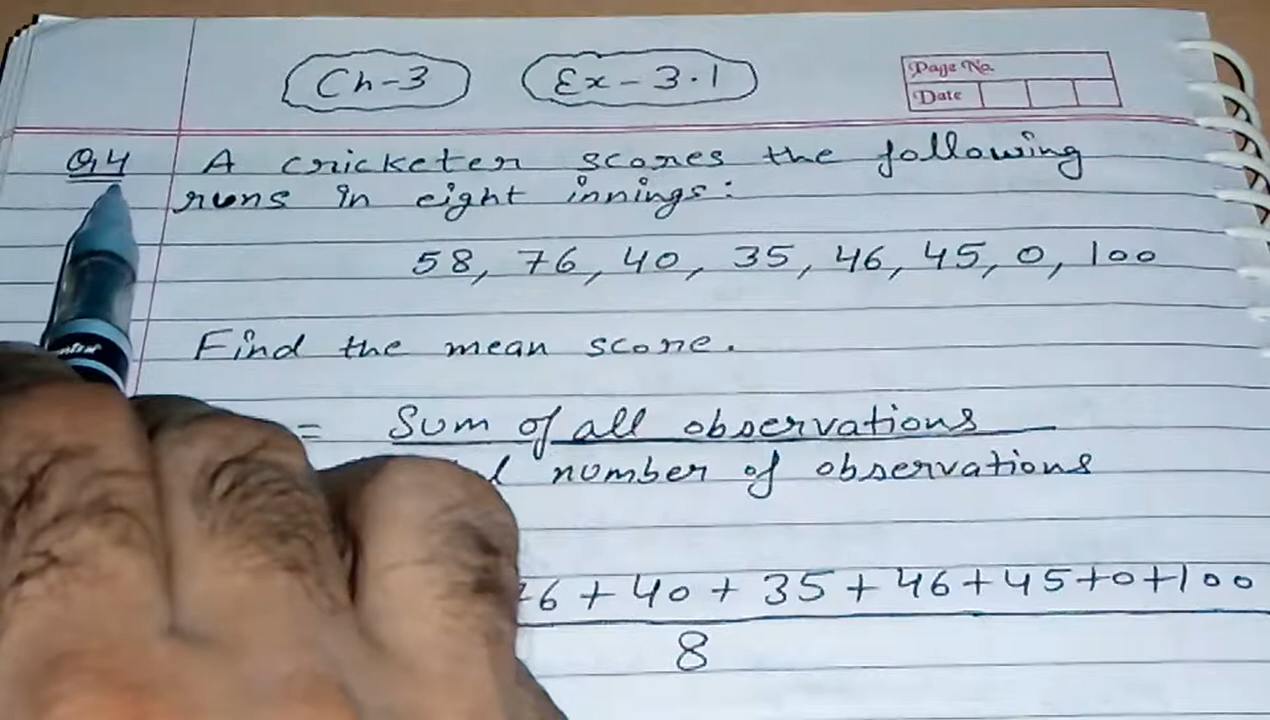 Ch-3 Ex-3.1
Page No.
Date
Q4 A cricketer scores the following
runs in eight innings:
58, 76, 40, 35, 46, 45, 0, 100
Find the mean score.
= Sum of all observations
number of observations
6 + 40 + 35 + 46 + 45 + 0 + 100
8